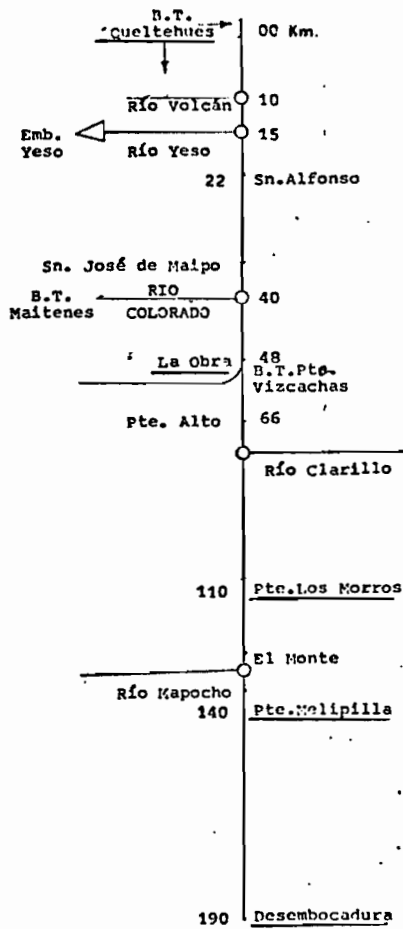 B.T.
Queltehues
00 Km.
Río Volcán
10
Emb.
Yeso
Río Yeso
15
22
Sn.Alfonso
Sn. José de Maipo
B.T.
Maitenes
RIO
COLORADO
40
La Obra
48
B.T.Pte.
Vizcachas
Pte. Alto
66
Río Clarillo
110
Pte.Los Morros
El Monte
Río Mapocho
140
Pte.Melipilla
190
Desembocadura